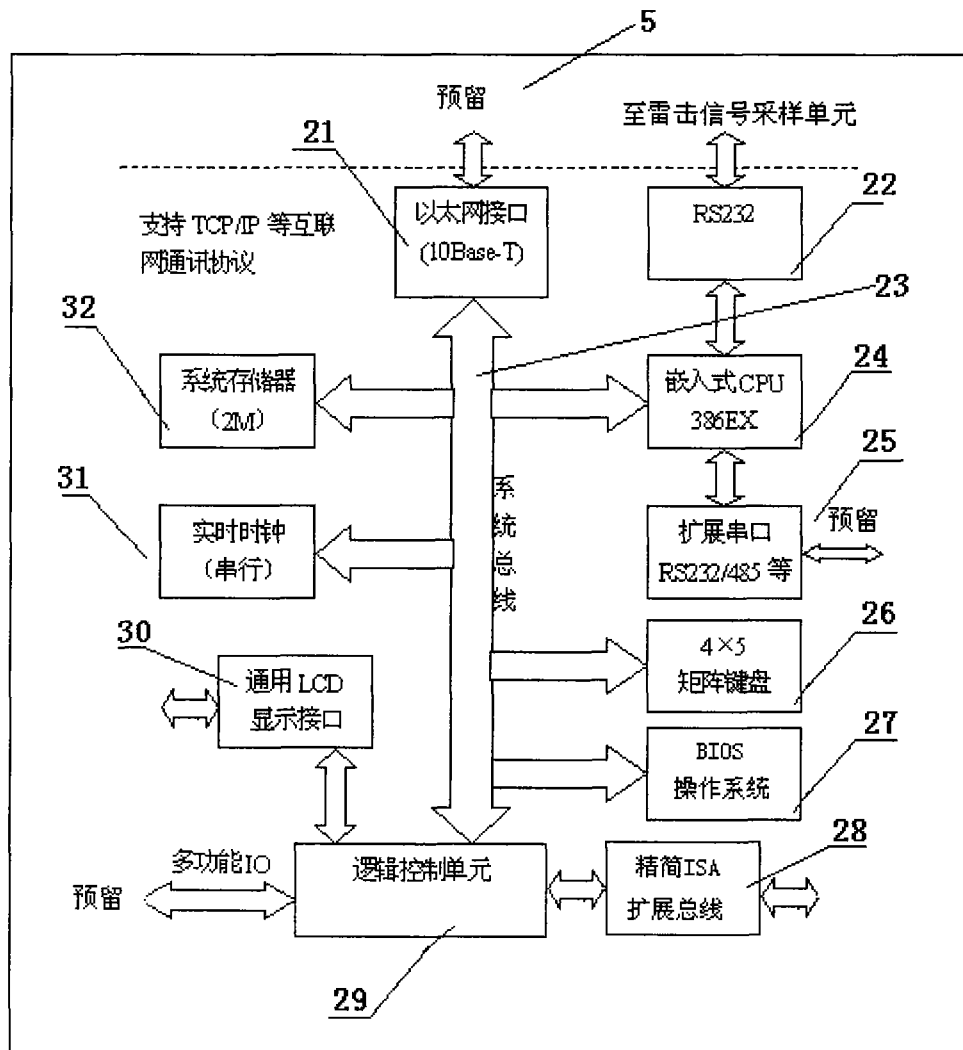 5
预留
至雷击信号采样单元
21
以太网接口
(10Base-T)
RS232
22
支持 TCP/IP 等互联
网通讯协议
23
32
系统存储器
(2M)
嵌入式CPU
386EX
24
系统总线
31
实时时钟
(串行)
25
扩展串口
RS232/485 等
预留
30
通用LCD
显示接口
4×5
矩阵键盘
26
BIOS
操作系统
27
多功能IO
预留
逻辑控制单元
29
精简ISA
扩展总线
28